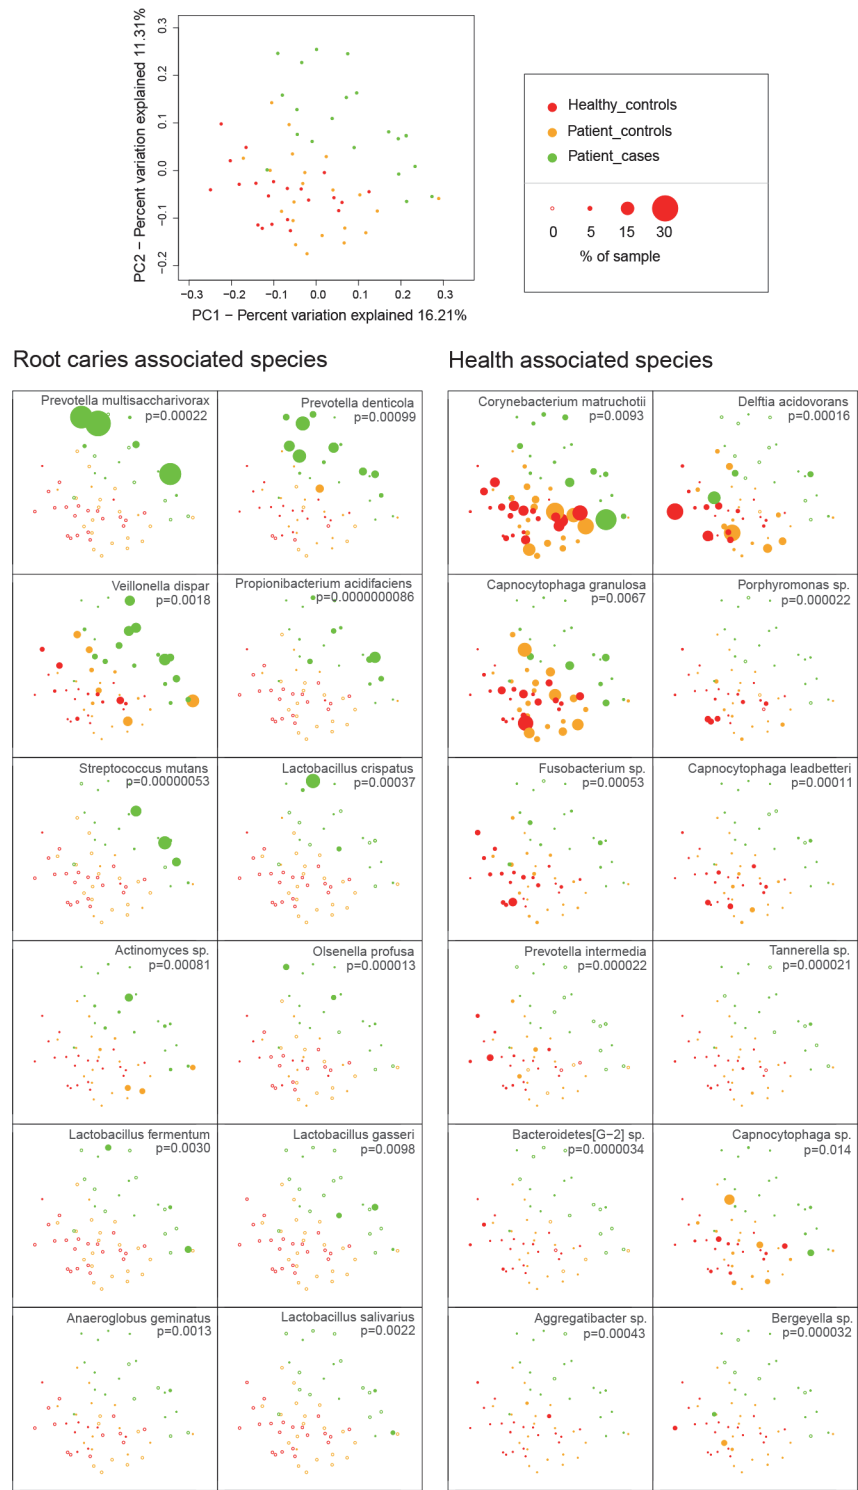 PC2 − Percent variation explained 11.31%
0.3
0.2
0.1
0.0
−0.1
−0.2
−0.3
−0.2
−0.1
0.0
0.1
0.2
0.3
PC1 − Percent variation explained 16.21%
Healthy_controls
Patient_controls
Patient_cases
0 5 15 30
% of sample
Root caries associated species
Prevotella multisaccharivorax
p=0.00022
Prevotella denticola
p=0.00099
Veillonella dispar
p=0.0018
Propionibacterium acidifaciens
p=0.0000000086
Streptococcus mutans
p=0.00000053
Lactobacillus crispatus
p=0.00037
Actinomyces sp.
p=0.00081
Olsenella profusa
p=0.000013
Lactobacillus fermentum
p=0.0030
Lactobacillus gasseri
p=0.0098
Anaeroglobus geminatus
p=0.0013
Lactobacillus salivarius
p=0.0022
Health associated species
Corynebacterium matruchotii
p=0.0093
Delftia acidovorans
p=0.00016
Capnocytophaga granulosa
p=0.0067
Porphyromonas sp.
p=0.000022
Fusobacterium sp.
p=0.00053
Capnocytophaga leadbetteri
p=0.00011
Prevotella intermedia
p=0.000022
Tannerella sp.
p=0.000021
Bacteroidetes[G−2] sp.
p=0.0000034
Capnocytophaga sp.
p=0.014
Aggregatibacter sp.
p=0.00043
Bergeyella sp.
p=0.000032